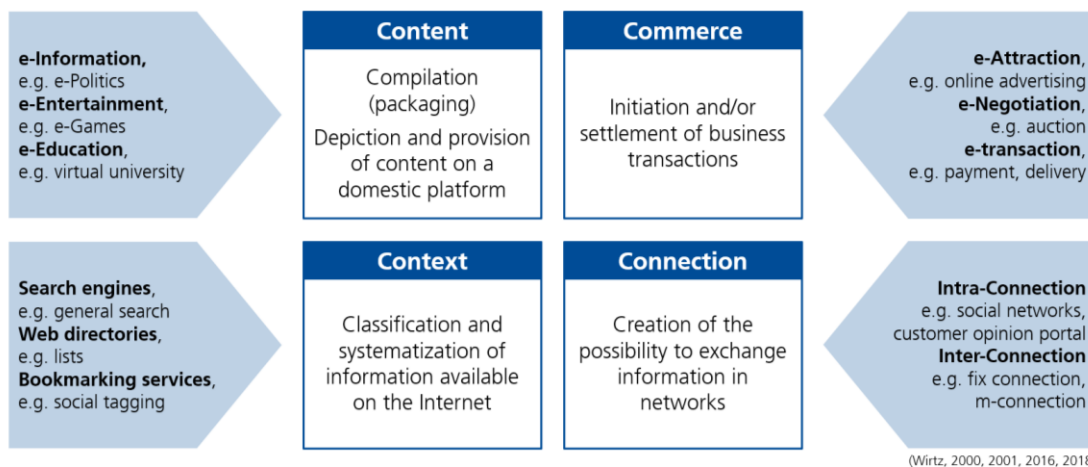 e-Information,
e.g. e-Politics
e-Entertainment,
e.g. e-Games
e-Education,
e.g. virtual university
Content
Compilation
(packaging)
Depiction and provision
of content on a
domestic platform
Commerce
Initiation and/or
settlement of business
transactions
e-Attraction,
e.g. online advertising
e-Negotiation,
e.g. auction
e-transaction,
e.g. payment, delivery
Search engines,
e.g. general search
Web directories,
e.g. lists
Bookmarking services,
e.g. social tagging
Context
Classification and
systematization of
information available
on the Internet
Connection
Creation of the
possibility to exchange
information in
networks
Intra-Connection
e.g. social networks,
customer opinion portal
Inter-Connection
e.g. fix connection,
m-connection
(Wirtz, 2000, 2001, 2016, 2018